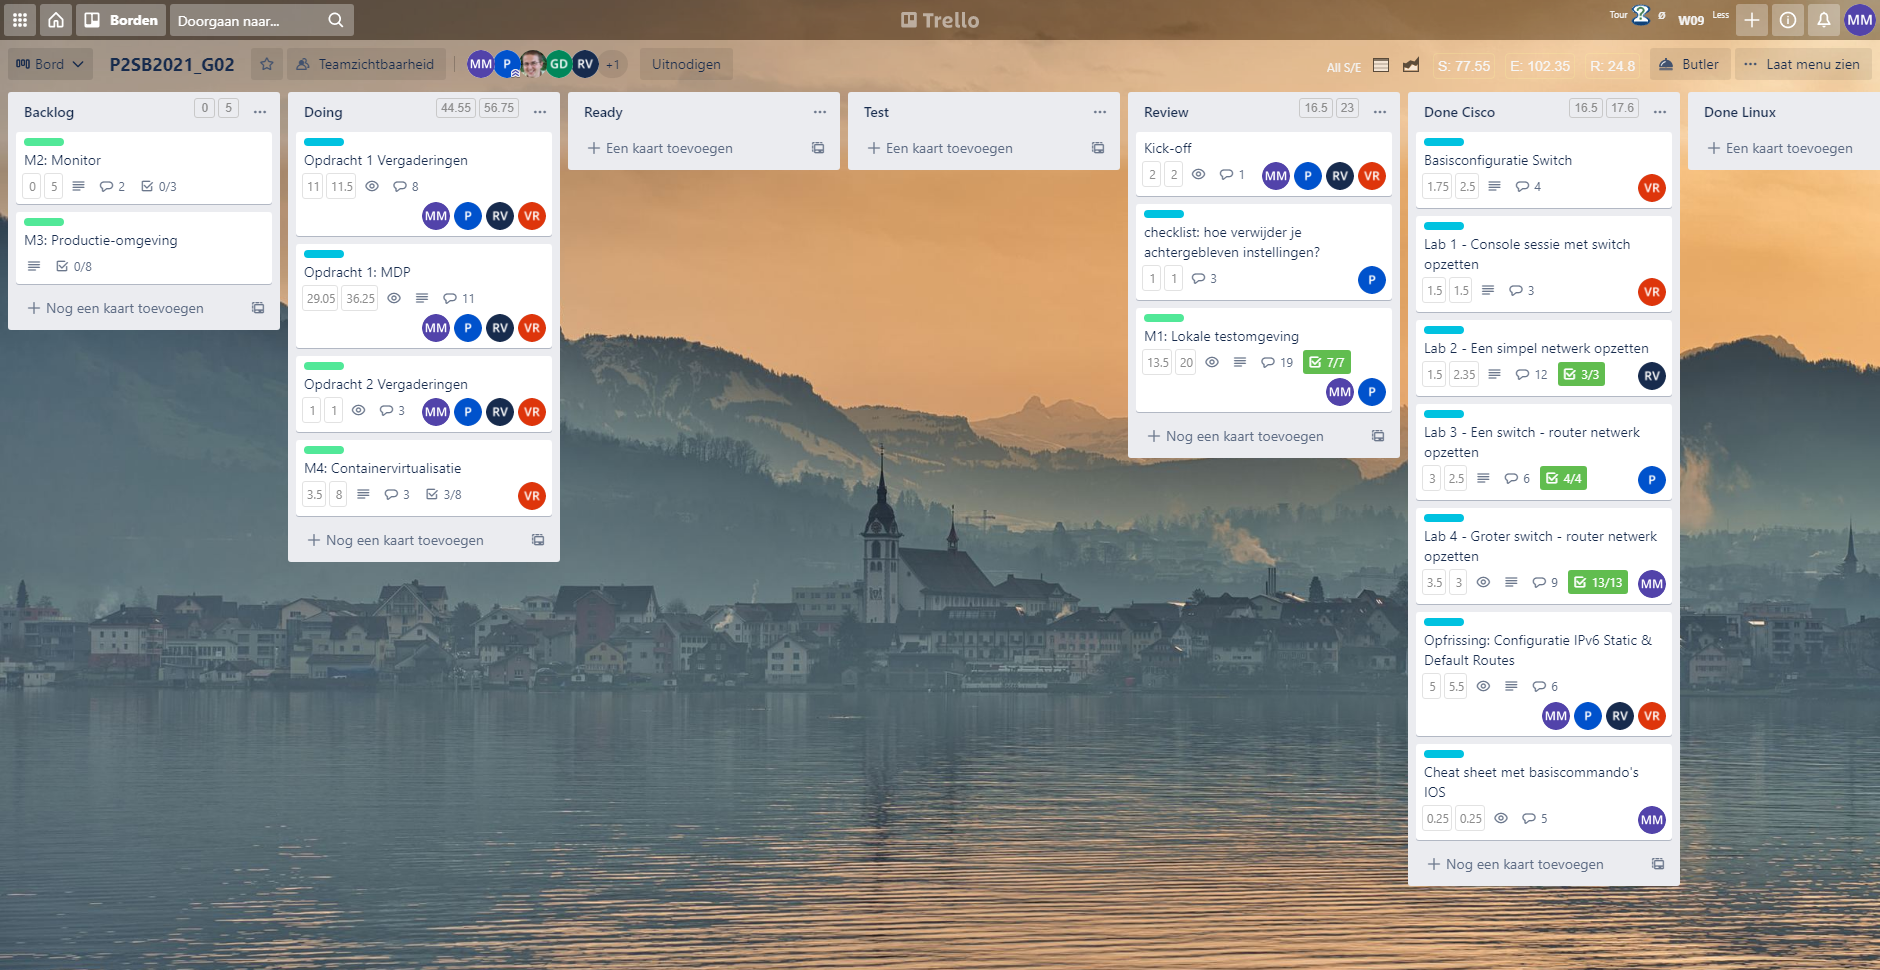 Borden
Doorgaan naar...
Trello
Tour
ø
W09
Less
MM
Bord
P2SB2021_G02
Teamzichtbaarheid
MM P GD RV +1
Uitnodigen
All S/E
S: 77.55
E: 102.35
R: 24.8
Butler
Laat menu zien
Backlog 0 5
M2: Monitor
0 5 2 0/3
M3: Productie-omgeving
0/8
Nog een kaart toevoegen
Doing 44.55 56.75
Opdracht 1 Vergaderingen
11 11.5 8
MM P RV VR
Opdracht 1: MDP
29.05 36.25 11
MM P RV VR
Opdracht 2 Vergaderingen
1 1 3 MM P RV VR
M4: Containervirtualisatie
3.5 8 3 3/8 VR
Nog een kaart toevoegen
Ready
Een kaart toevoegen
Test
Een kaart toevoegen
Review 16.5 23
Kick-off
2 2 1 MM P RV VR
checklist: hoe verwijder je
achtergebleven instellingen?
1 1 3 P
M1: Lokale testomgeving
13.5 20 19 7/7
MM P
Nog een kaart toevoegen
Done Cisco 16.5 17.6
Basisconfiguratie Switch
1.75 2.5 4 VR
Lab 1 - Console sessie met switch
opzetten
1.5 1.5 3 VR
Lab 2 - Een simpel netwerk opzetten
1.5 2.35 12 3/3 RV
Lab 3 - Een switch - router netwerk
opzetten
3 2.5 6 4/4 P
Lab 4 - Groter switch - router netwerk
opzetten
3.5 3 9 13/13 MM
Opfrissing: Configuratie IPv6 Static &
Default Routes
5 5.5 6
MM P RV VR
Cheat sheet met basiscommando's
IOS
0.25 0.25 5 MM
Nog een kaart toevoegen
Done Linux
Een kaart toevoegen